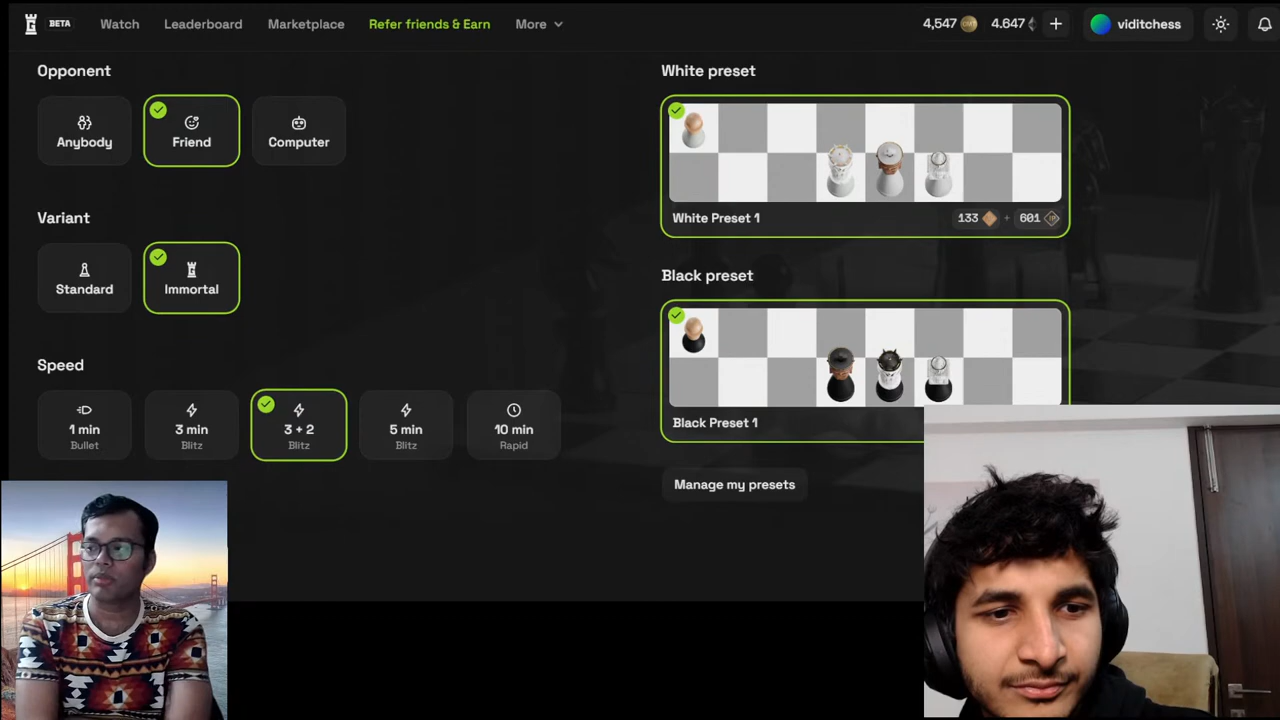 BETA Watch Leaderboard Marketplace Refer friends & Earn More 4,547 4.647 + viditchess
Opponent
Anybody Friend Computer
Variant
Standard Immortal
Speed
1 min 3 min 3 + 2 5 min 10 min
Bullet Blitz Blitz Blitz Rapid
White preset
White Preset 1 133 + 601
Black preset
Black Preset 1
Manage my presets